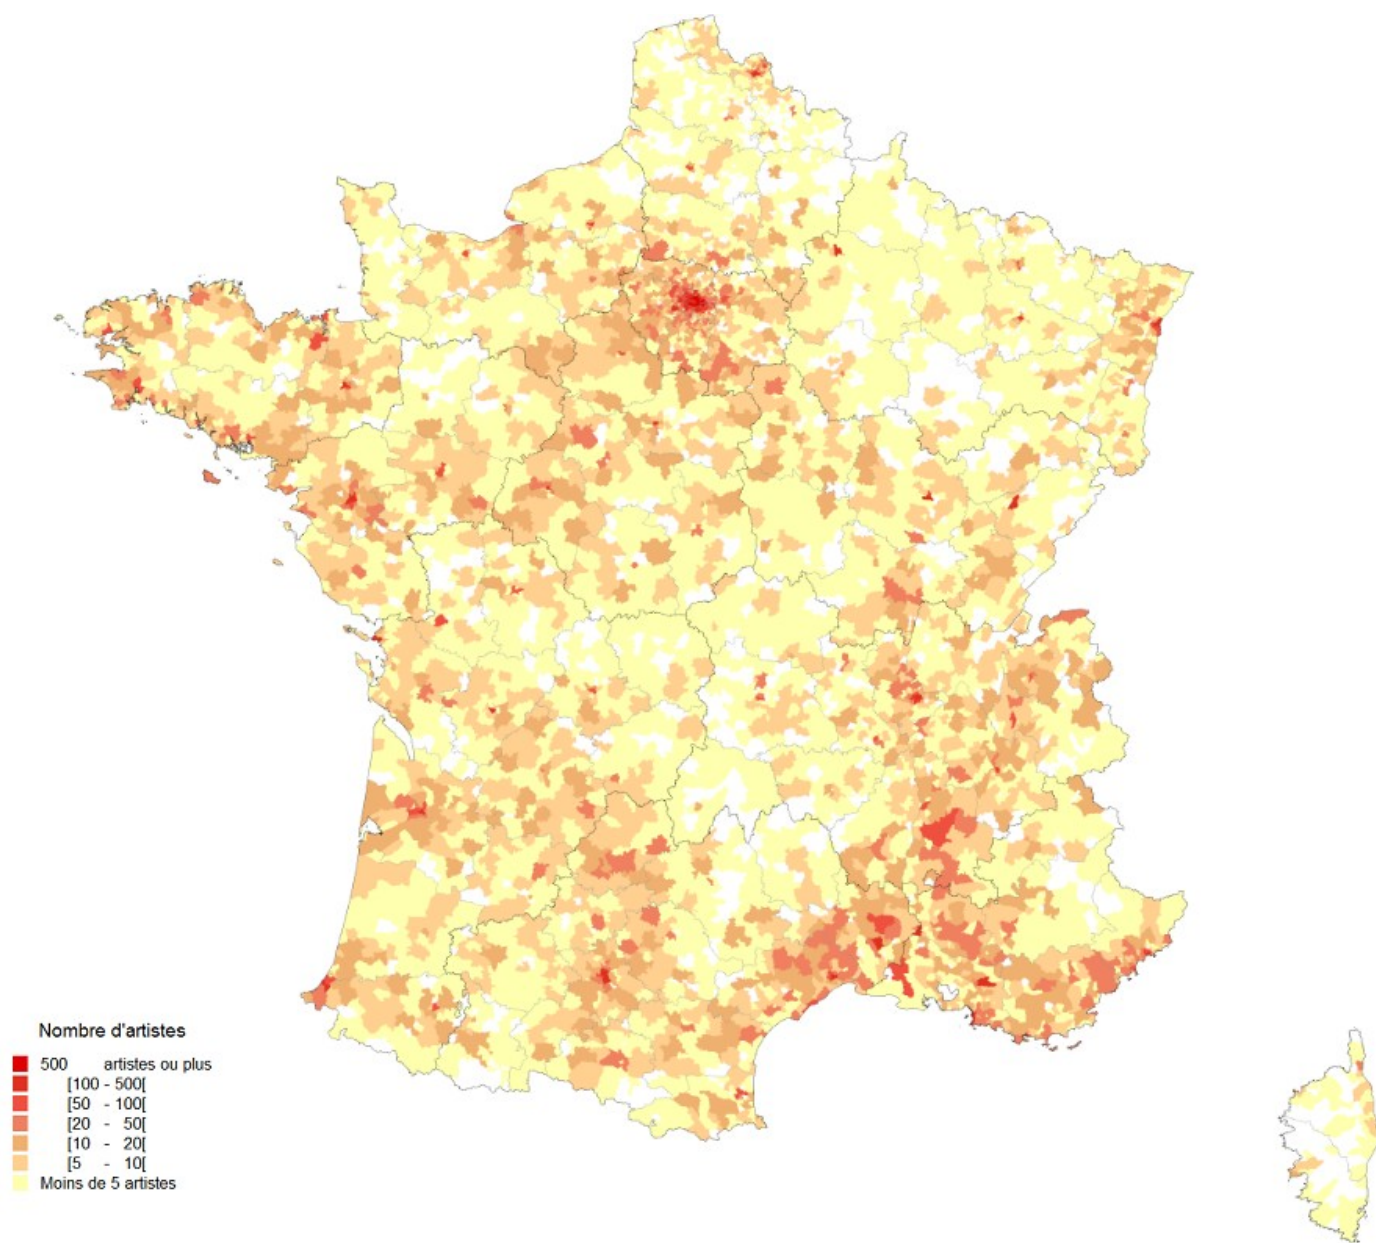 Nombre d'artistes
500 artistes ou plus
[100 - 500[
[50 - 100[
[20 - 50[
[10 - 20[
[5 - 10[
Moins de 5 artistes